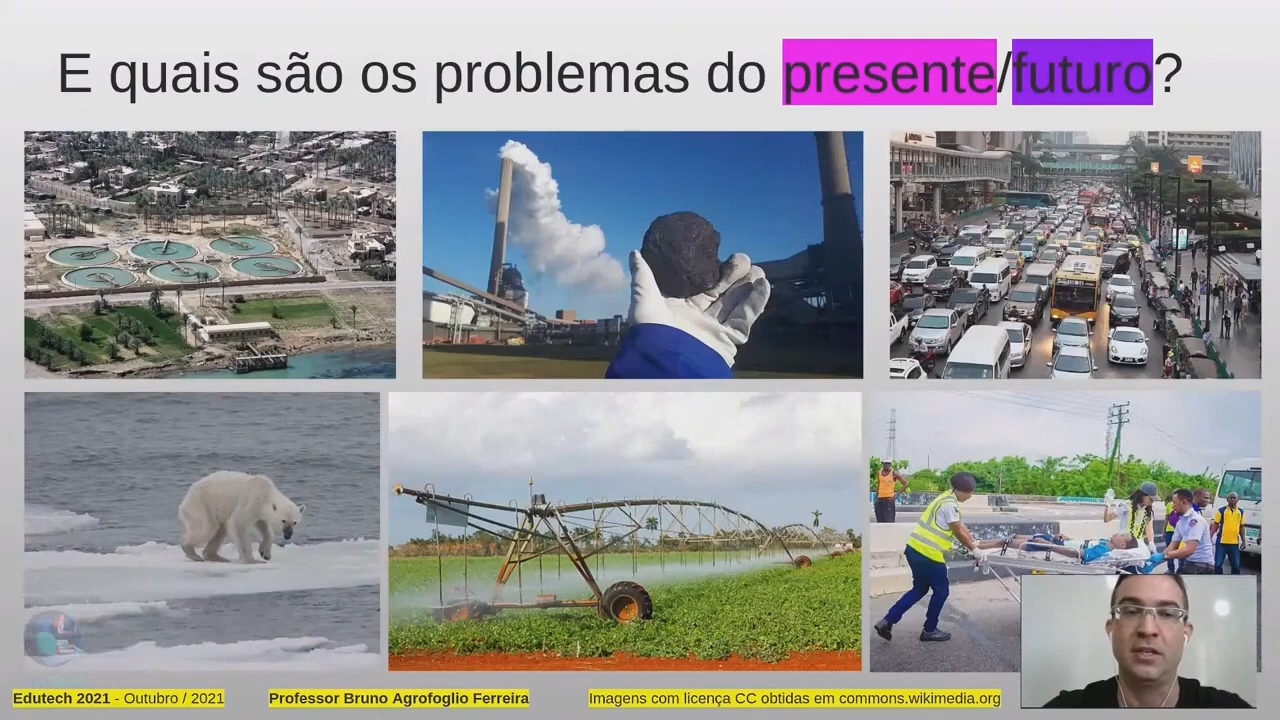 E quais são os problemas do presente/futuro?
Edutech 2021 - Outubro / 2021
Professor Bruno Agrofoglio Ferreira
Imagens com licença CC obtidas em commons.wikimedia.org